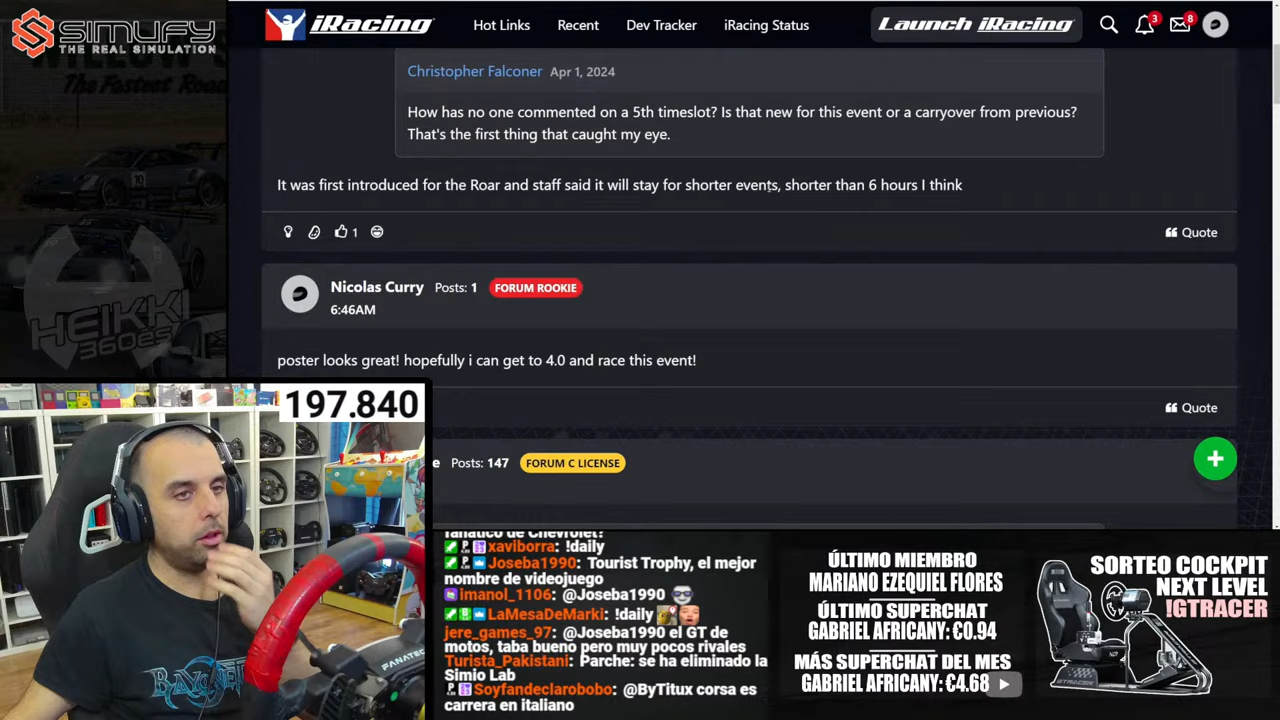 SIMUFY
THE REAL SIMULATION
iRacing
Hot Links
Recent
Dev Tracker
iRacing Status
Launch iRacing
3
8
Christopher Falconer Apr 1, 2024
How has no one commented on a 5th timeslot? Is that new for this event or a carryover from previous?
That's the first thing that caught my eye.
It was first introduced for the Roar and staff said it will stay for shorter events, shorter than 6 hours I think
1
Quote
Nicolas Curry Posts: 1 FORUM ROOKIE
6:46AM
poster looks great! hopefully i can get to 4.0 and race this event!
Quote
e Posts: 147 FORUM C LICENSE
HEIKKI
360es
197.840
BAYONETTA
FANATEC
fanático de Chevrolet?
xaviborra: !daily
Joseba1990: Tourist Trophy, el mejor
nombre de videojuego
imanol_1106: @Joseba1990
LaMesaDeMarki: !daily
jere_games_97: @Joseba1990 el GT de
motos, taba bueno pero muy pocos rivales
Turista_Pakistani: Parche: se ha eliminado la
Simio Lab
Soyfandeclarobobo: @ByTitux corsa es
carrera en italiano
ÚLTIMO MIEMBRO
MARIANO EZEQUIEL FLORES
ÚLTIMO SUPERCHAT
GABRIEL AFRICANY: €0.94
MÁS SUPERCHAT DEL MES
GABRIEL AFRICANY: €4.68
SORTEO COCKPIT
NEXT LEVEL
!GTRACER